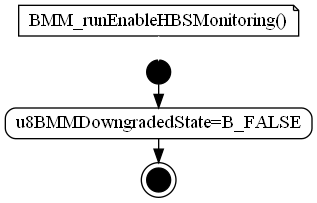 BMM_runEnableHBSMonitoring()
u8BMMDowngradedState=B_FALSE